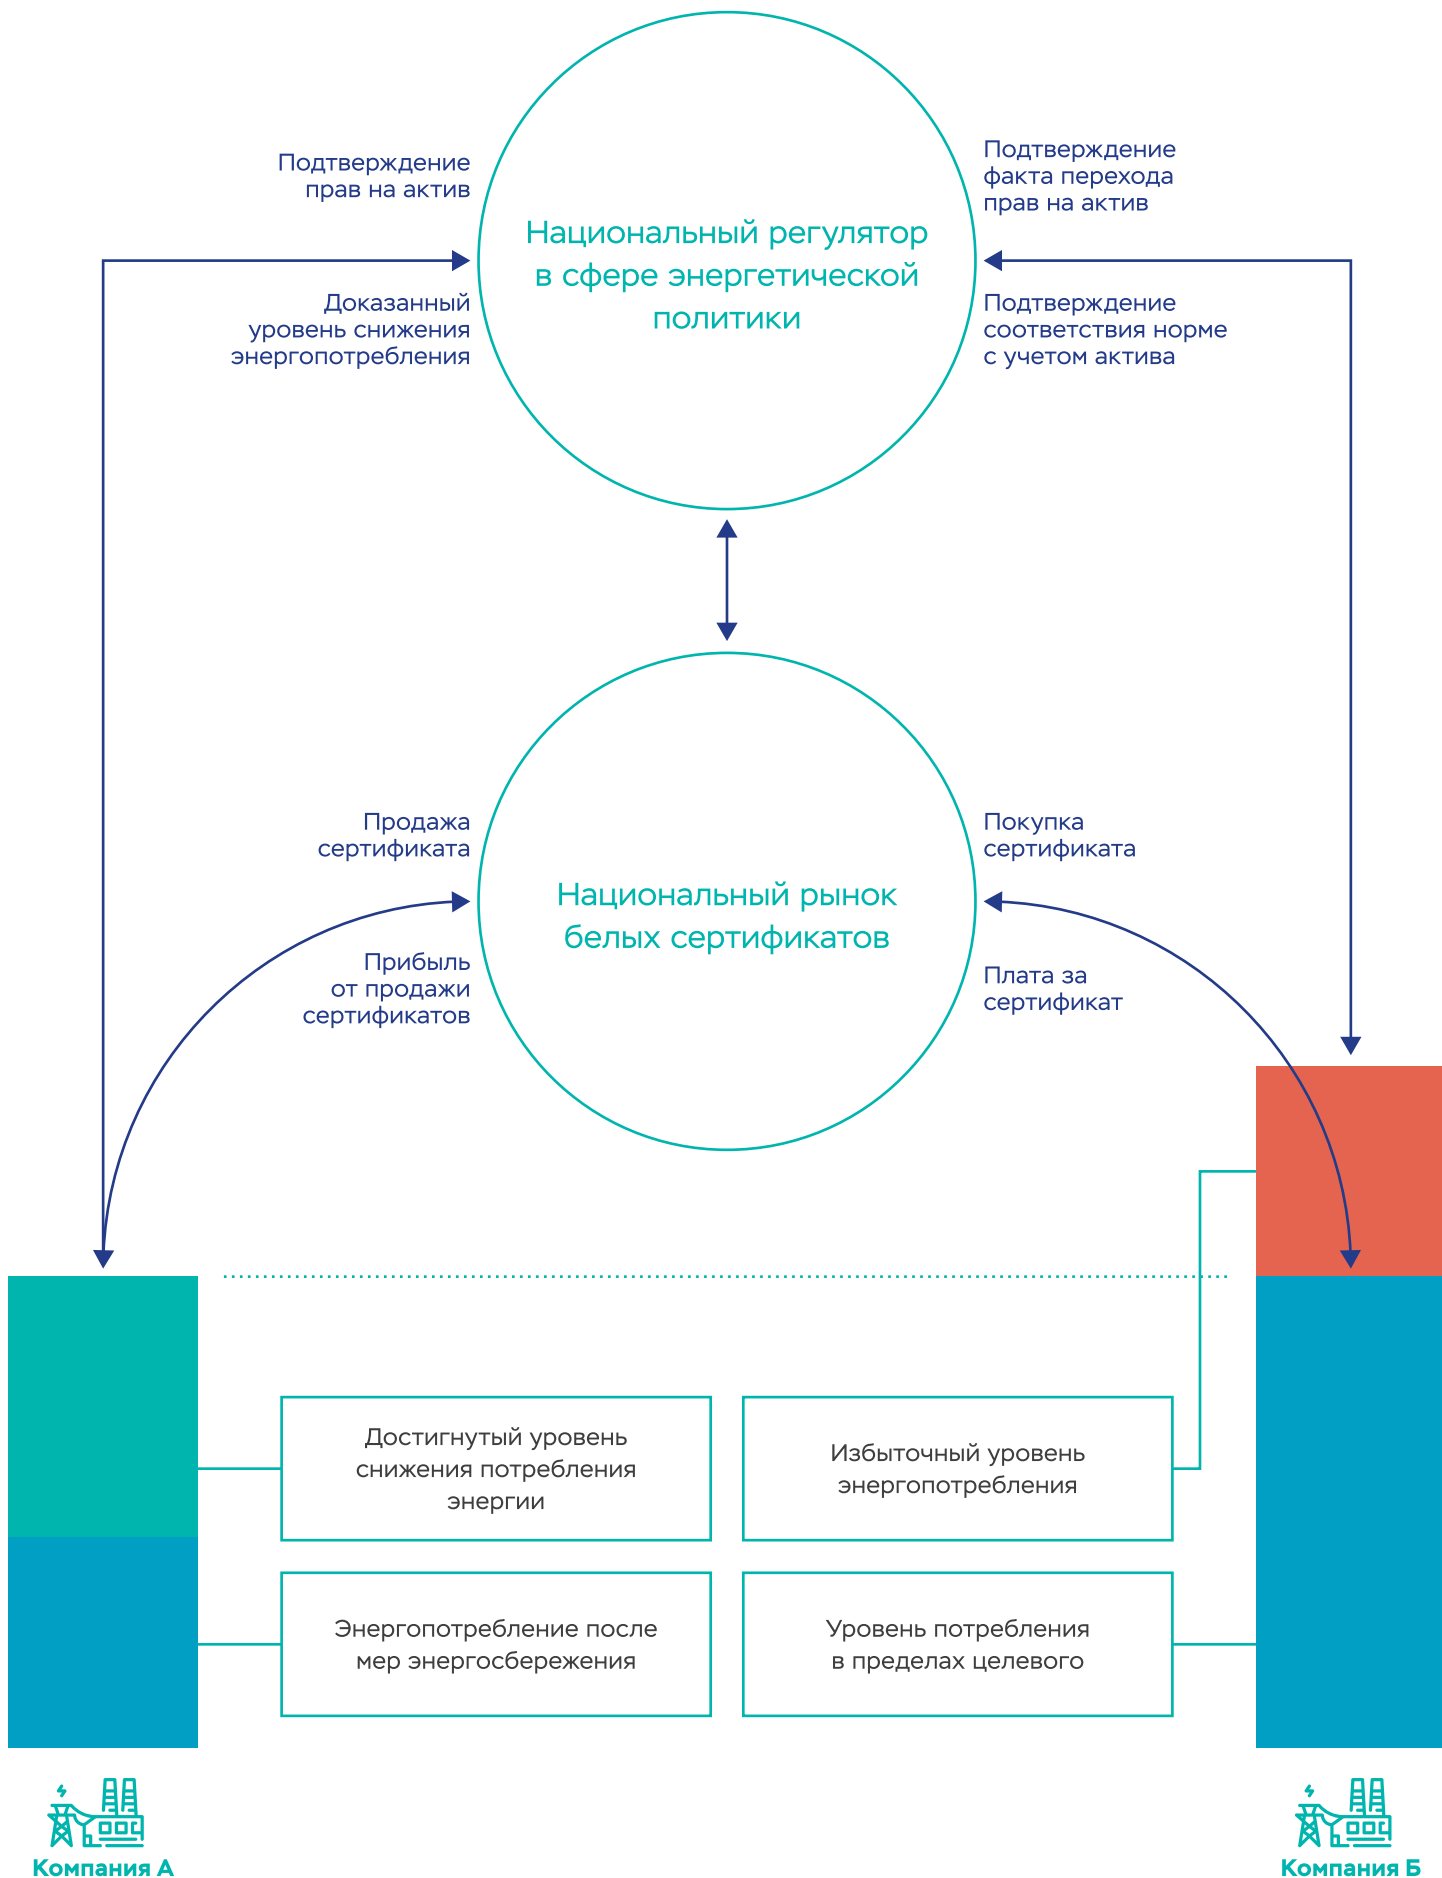 Подтверждение
прав на актив
Доказанный
уровень снижения
энергопотребления
Национальный регулятор
в сфере энергетической
политики
Подтверждение
факта перехода
прав на актив
Подтверждение
соответствия норме
с учетом актива
Продажа
сертификата
Прибыль
от продажи
сертификатов
Национальный рынок
белых сертификатов
Покупка
сертификата
Плата за
сертификат
Достигнутый уровень
снижения потребления
энергии
Избыточный уровень
энергопотребления
Энергопотребление после
мер энергосбережения
Уровень потребления
в пределах целевого
Компания А
Компания Б